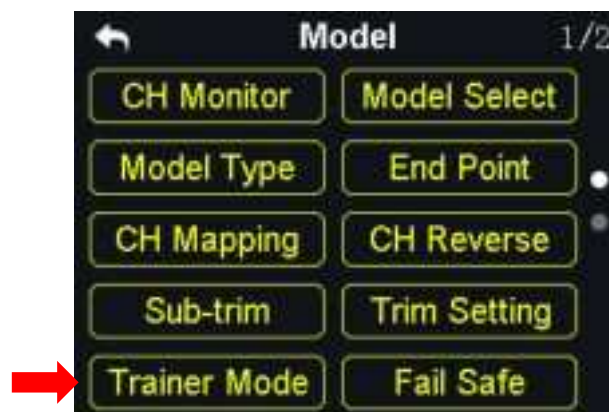 Model 1/2
CH Monitor Model Select
Model Type End Point
CH Mapping CH Reverse
Sub-trim Trim Setting
Trainer Mode Fail Safe